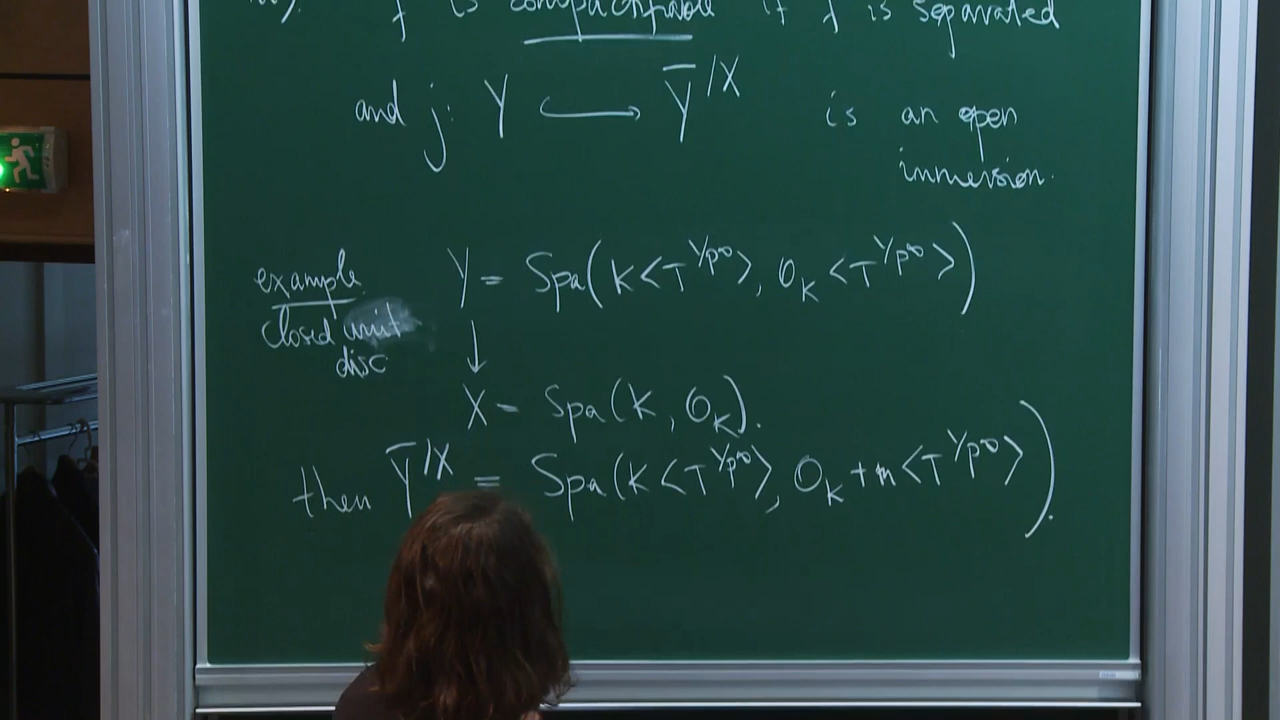 f is compactifiable if f is separated
and j: Y ↪ Y̅^{/X} is an open
immersion.
example
closed unit
disc
Y = Spa(K<T^{1/p^∞}>, O_K<T^{1/p^∞}>)
↓
X = Spa(K, O_K).
then Y̅^{/X} = Spa(K<T^{1/p^∞}>, O_K + m<T^{1/p^∞}>).